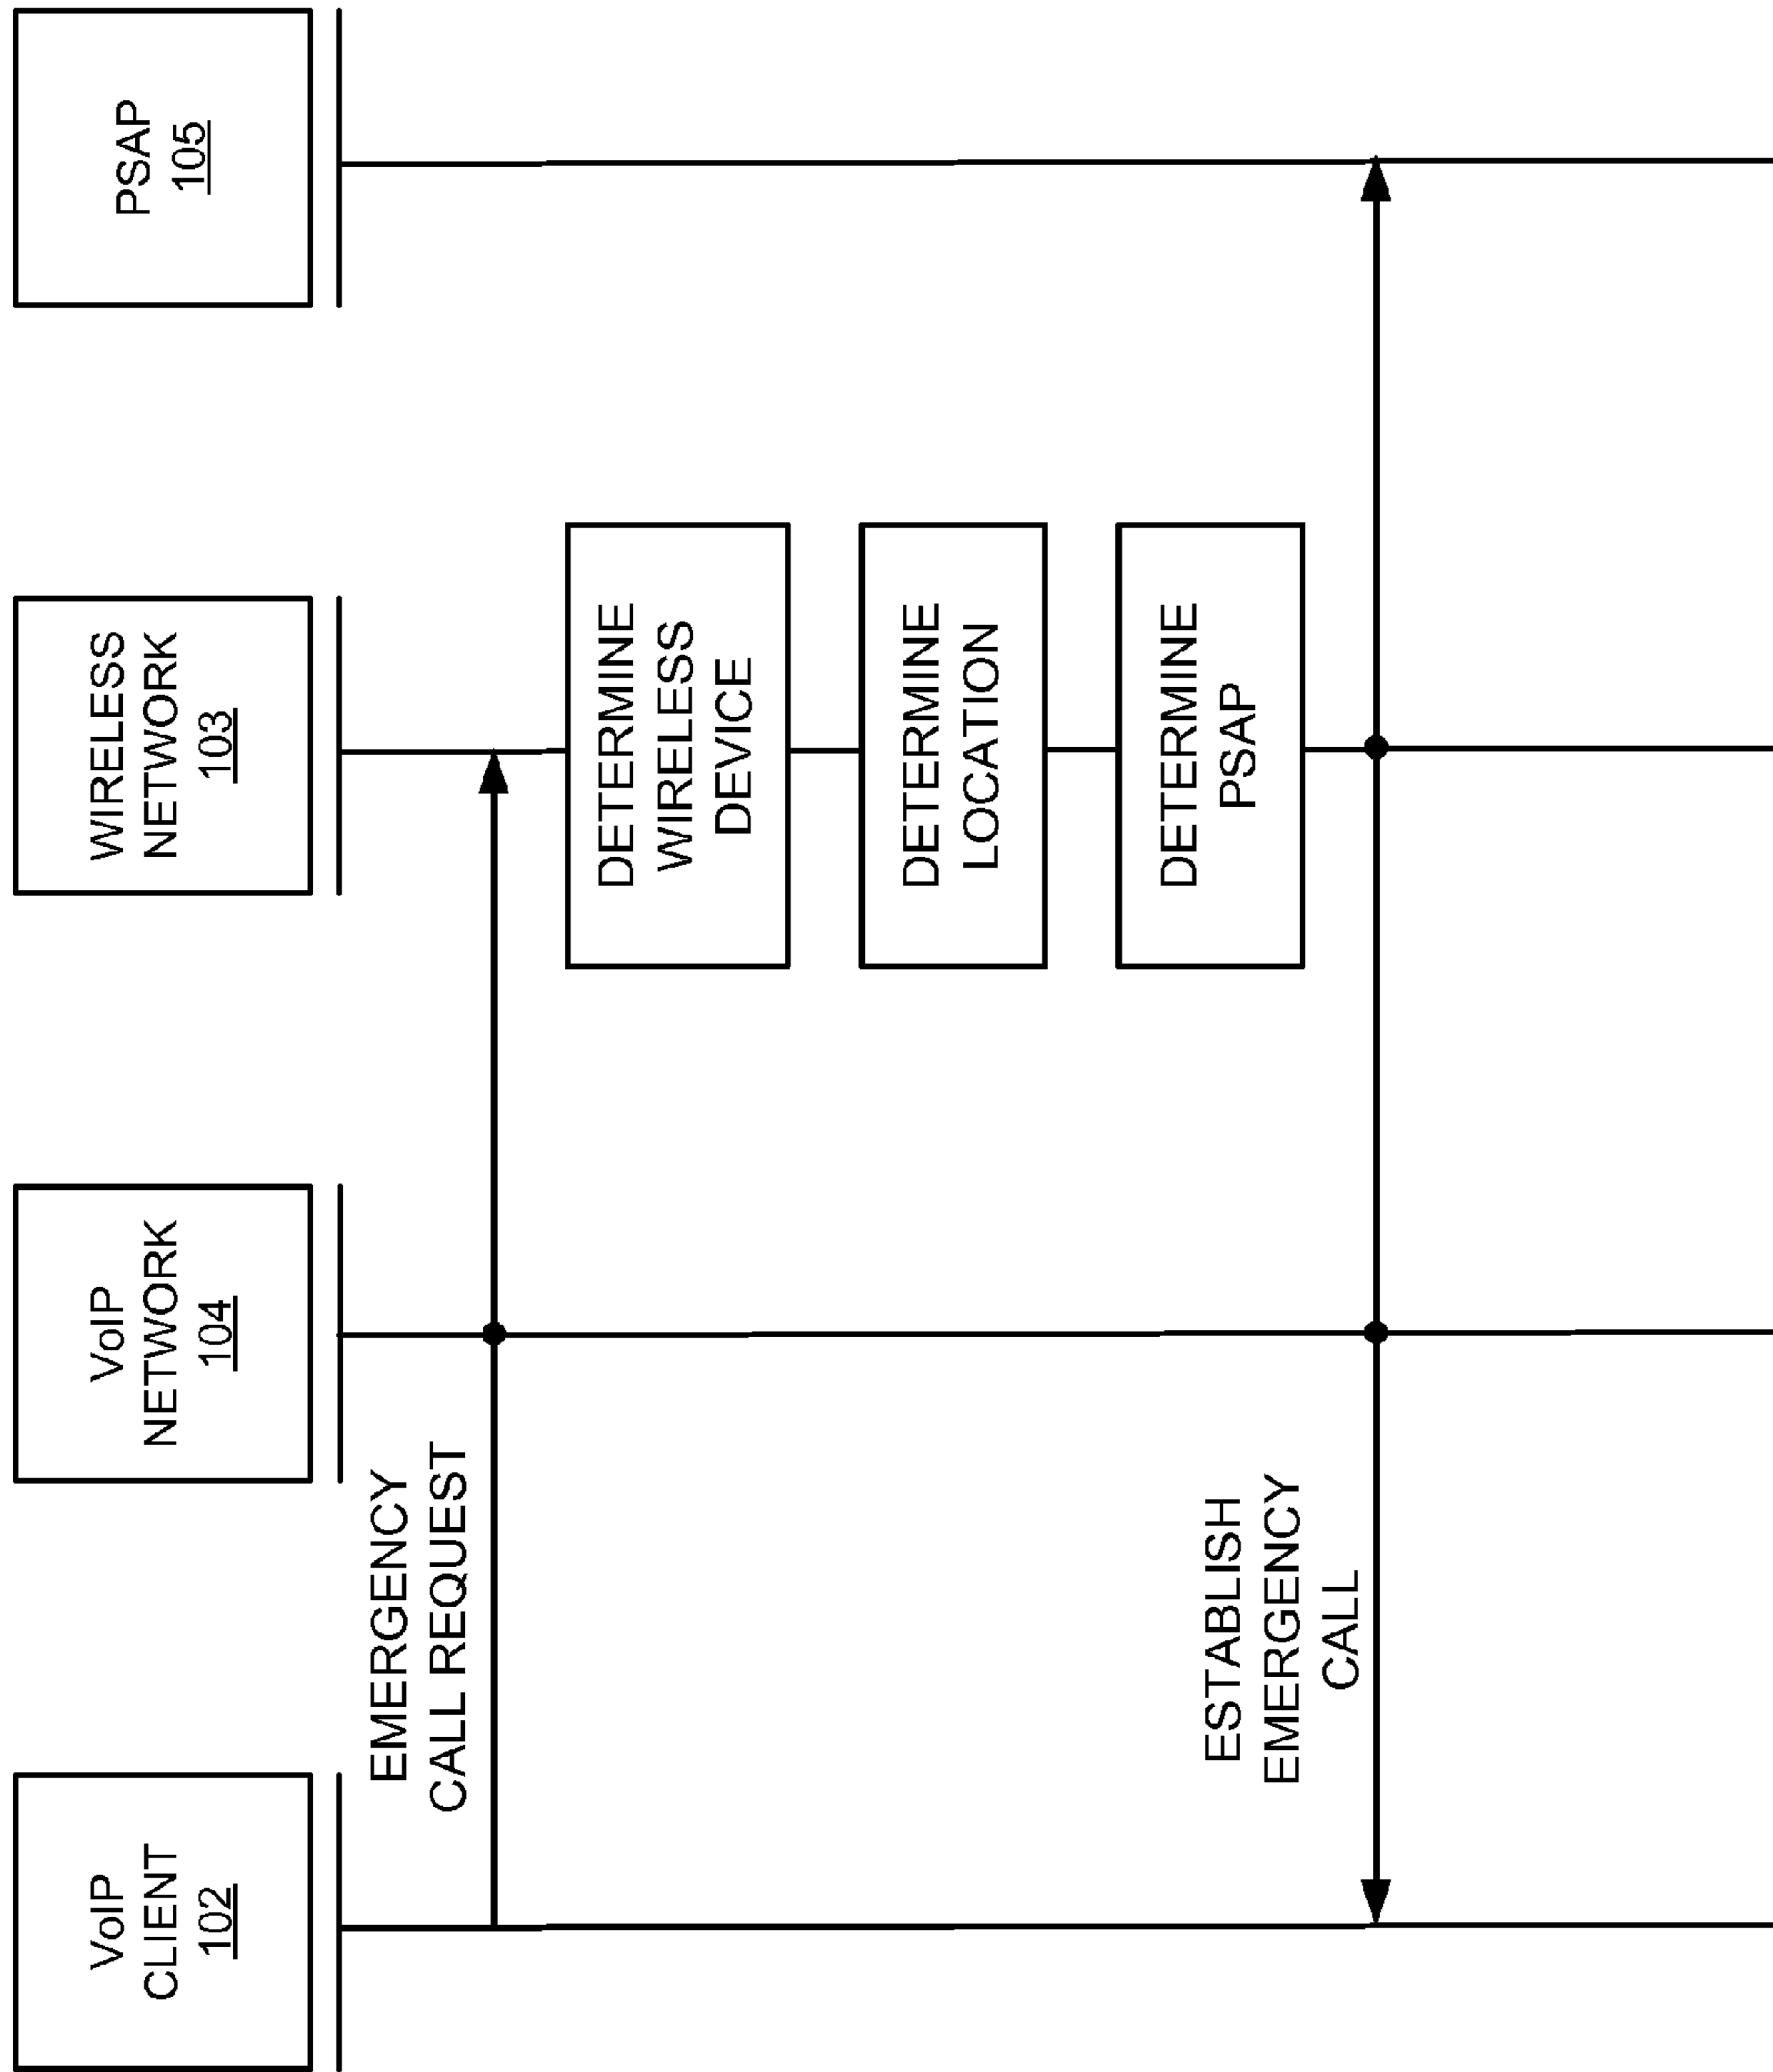 VoIP
CLIENT
102
VoIP
NETWORK
104
WIRELESS
NETWORK
103
PSAP
105
EMERGENCY
CALL REQUEST
DETERMINE
WIRELESS
DEVICE
DETERMINE
LOCATION
DETERMINE
PSAP
ESTABLISH
EMERGENCY
CALL